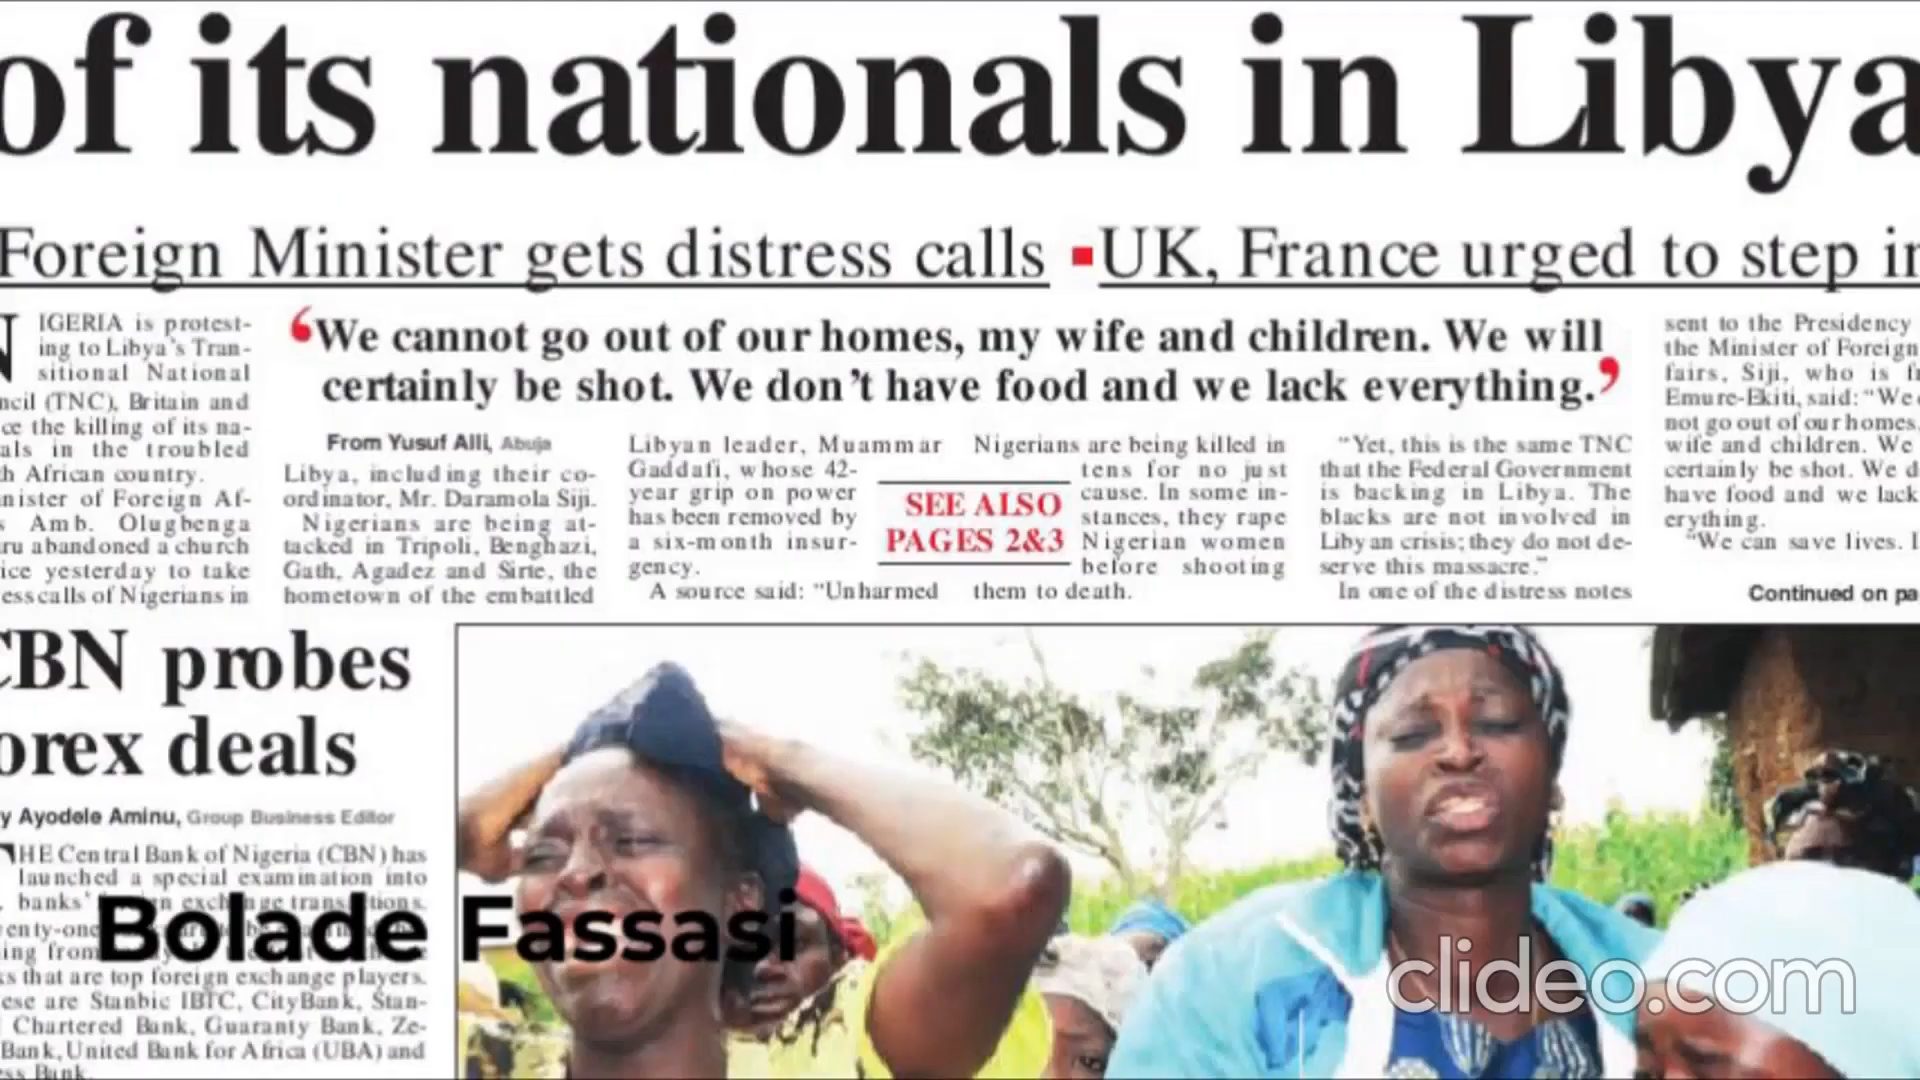 of its nationals in Libya
Foreign Minister gets distress calls ▪UK, France urged to step in
‘We cannot go out of our homes, my wife and children. We will
certainly be shot. We don’t have food and we lack everything.’
IGERIA is protest-
ing to Libya’s Tran-
sitional National
(TNC), Britain and
the killing of its na-
in the troubled
African country.
of Foreign Af-
Amb. Olugbenga
abandoned a church
yesterday to take
calls of Nigerians in
From Yusuf Alli, Abuja
Libya, including their co-
ordinator, Mr. Daramola Siji.
Nigerians are being at-
tacked in Tripoli, Benghazi,
Gath, Agadez and Sirte, the
hometown of the embattled
Libyan leader, Muammar
Gaddafi, whose 42-
year grip on power
has been removed by
a six-month insur-
gency.
A source said: “Unharmed
SEE ALSO
PAGES 2&3
Nigerians are being killed in
tens for no just
cause. In some in-
stances, they rape
Nigerian women
before shooting
them to death.
“Yet, this is the same TNC
that the Federal Government
is backing in Libya. The
blacks are not involved in
Libyan crisis; they do not de-
serve this massacre.”
In one of the distress notes
sent to the Presidency
the Minister of Foreign
fairs, Siji, who is
Emure-Ekiti, said: “We
not go out of our homes,
wife and children. We
certainly be shot. We
have food and we lack
erything.
“We can save lives.
Continued on
CBN probes
forex deals
Ayodele Aminu, Group Business Editor
THE Central Bank of Nigeria (CBN) has
launched a special examination into
banks’
from
that are top foreign exchange players.
are Stanbic IBTC, CityBank, Stan-
Chartered Bank, Guaranty Bank, Ze-
Bank, United Bank for Africa (UBA) and
Bank.
Bolade Fassasi
clideo.com